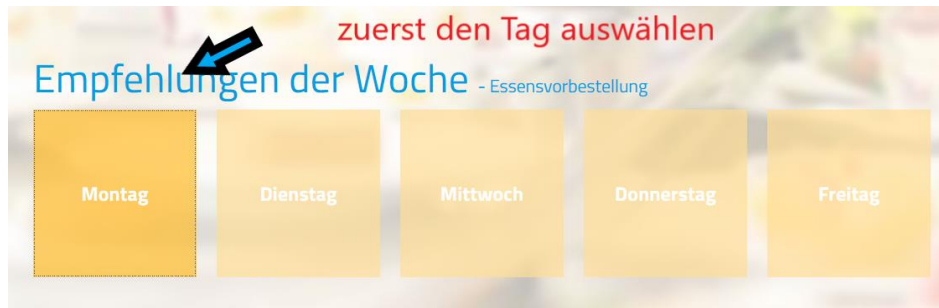 zuerst den Tag auswählen
Empfehlungen der Woche - Essensvorbestellung
Montag Dienstag Mittwoch Donnerstag Freitag